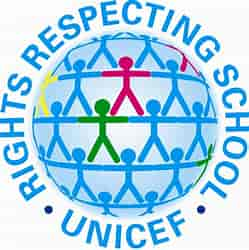 RIGHTS RESPECTING SCHOOL
• UNICEF •